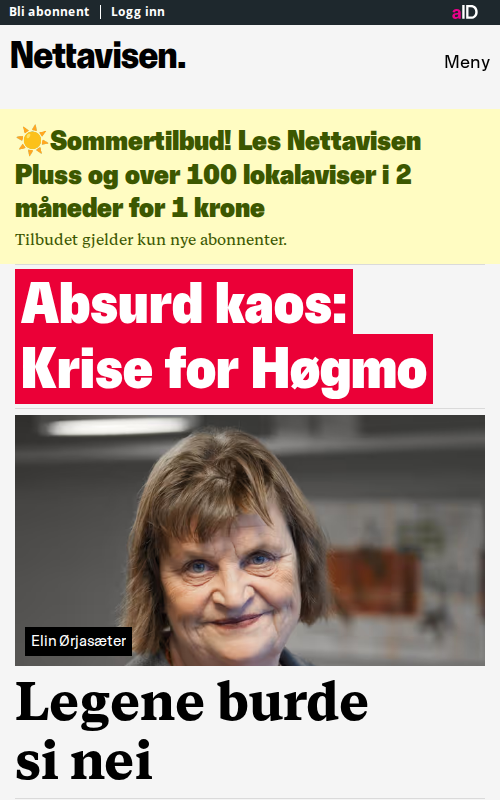 Bli abonnent | Logg inn
aID
Nettavisen.
Meny
☀️Sommertilbud! Les Nettavisen
Pluss og over 100 lokalaviser i 2
måneder for 1 krone
Tilbudet gjelder kun nye abonnenter.
Absurd kaos:
Krise for Høgmo
Elin Ørjasæter
Legene burde
si nei